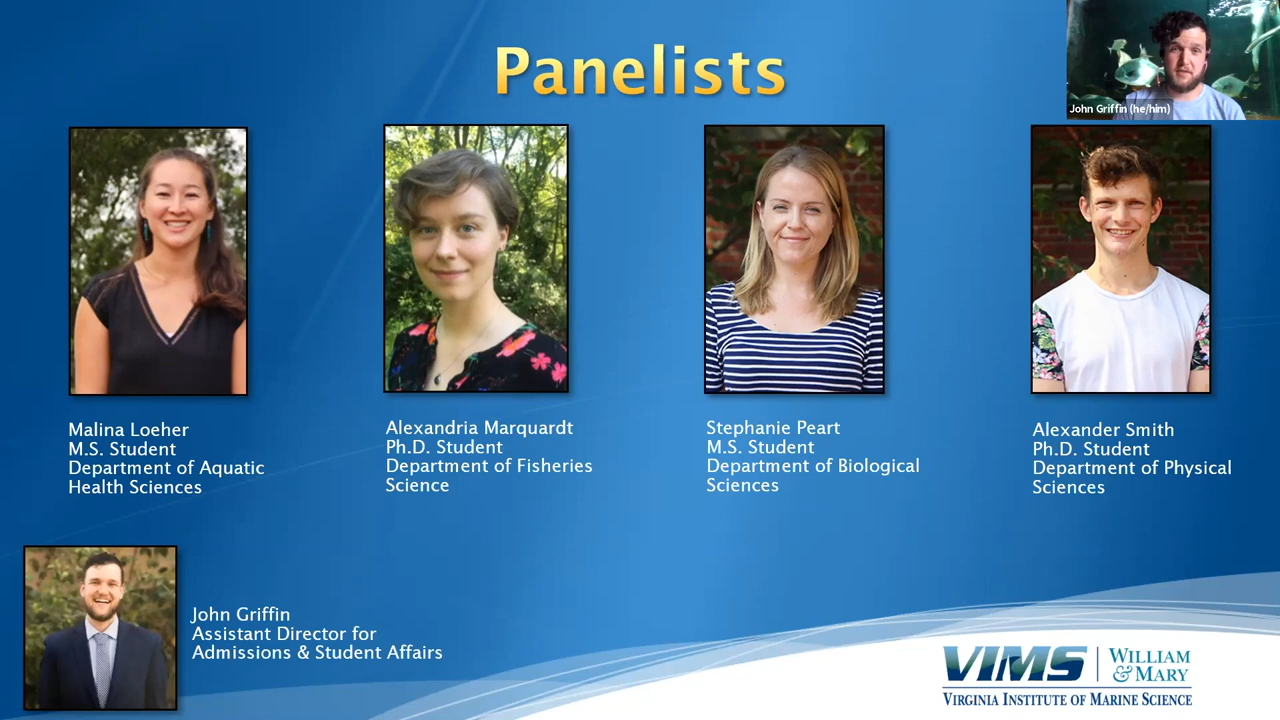 Panelists
John Griffin (he/him)
Malina Loeher
M.S. Student
Department of Aquatic
Health Sciences
Alexandria Marquardt
Ph.D. Student
Department of Fisheries
Science
Stephanie Peart
M.S. Student
Department of Biological
Sciences
Alexander Smith
Ph.D. Student
Department of Physical
Sciences
John Griffin
Assistant Director for
Admissions & Student Affairs
VIMS
WILLIAM
& MARY
VIRGINIA INSTITUTE OF MARINE SCIENCE